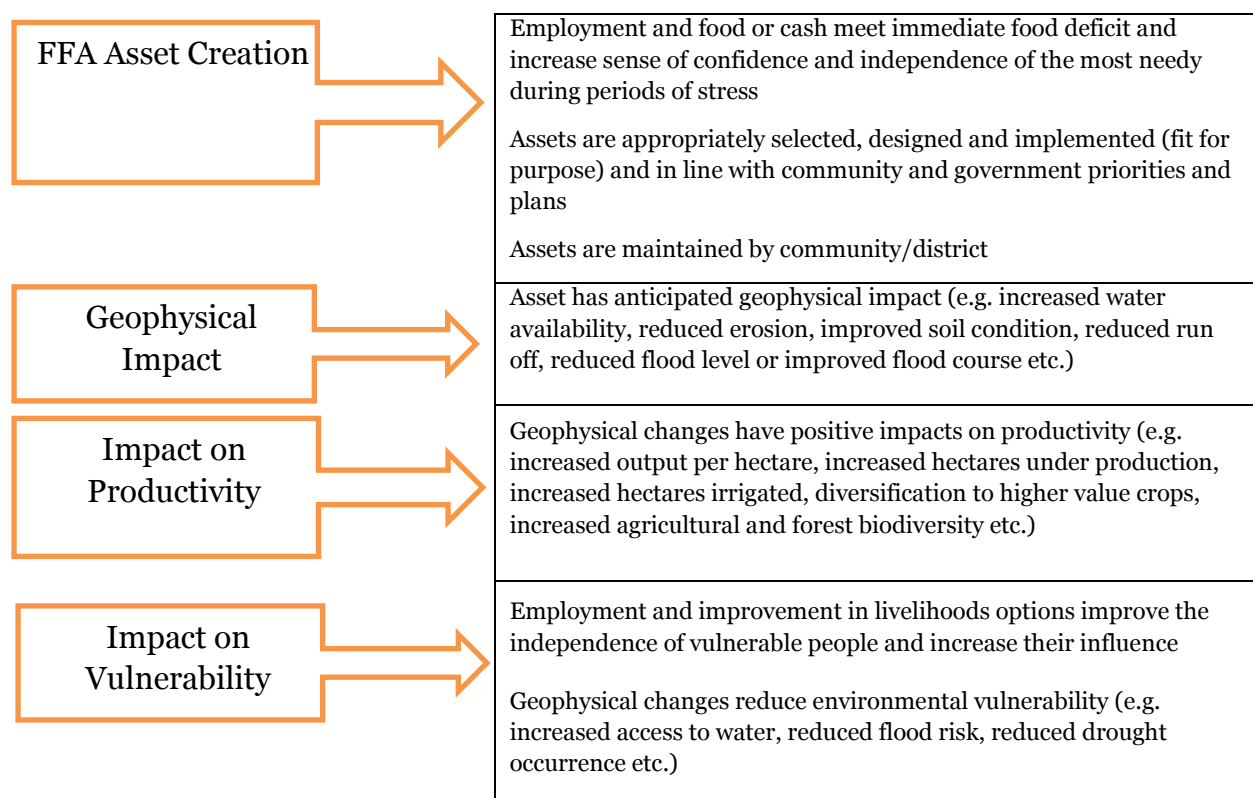 FFA Asset Creation
Employment and food or cash meet immediate food deficit and
increase sense of confidence and independence of the most needy
during periods of stress
Assets are appropriately selected, designed and implemented (fit for
purpose) and in line with community and government priorities and
plans
Assets are maintained by community/district
Geophysical
Impact
Asset has anticipated geophysical impact (e.g. increased water
availability, reduced erosion, improved soil condition, reduced run
off, reduced flood level or improved flood course etc.)
Impact on
Productivity
Geophysical changes have positive impacts on productivity (e.g.
increased output per hectare, increased hectares under production,
increased hectares irrigated, diversification to higher value crops,
increased agricultural and forest biodiversity etc.)
Impact on
Vulnerability
Employment and improvement in livelihoods options improve the
independence of vulnerable people and increase their influence
Geophysical changes reduce environmental vulnerability (e.g.
increased access to water, reduced flood risk, reduced drought
occurrence etc.)